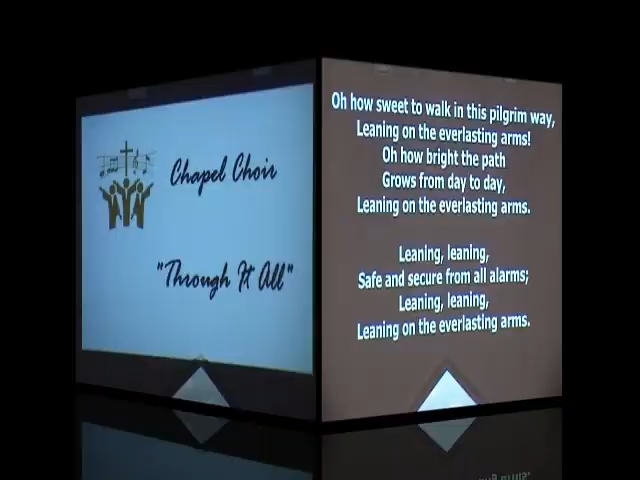 Chapel Choir
"Through It All"
Oh how sweet to walk in this pilgrim way,
Leaning on the everlasting arms!
Oh how bright the path
Grows from day to day,
Leaning on the everlasting arms.
Leaning, leaning,
Safe and secure from all alarms;
Leaning, leaning,
Leaning on the everlasting arms.